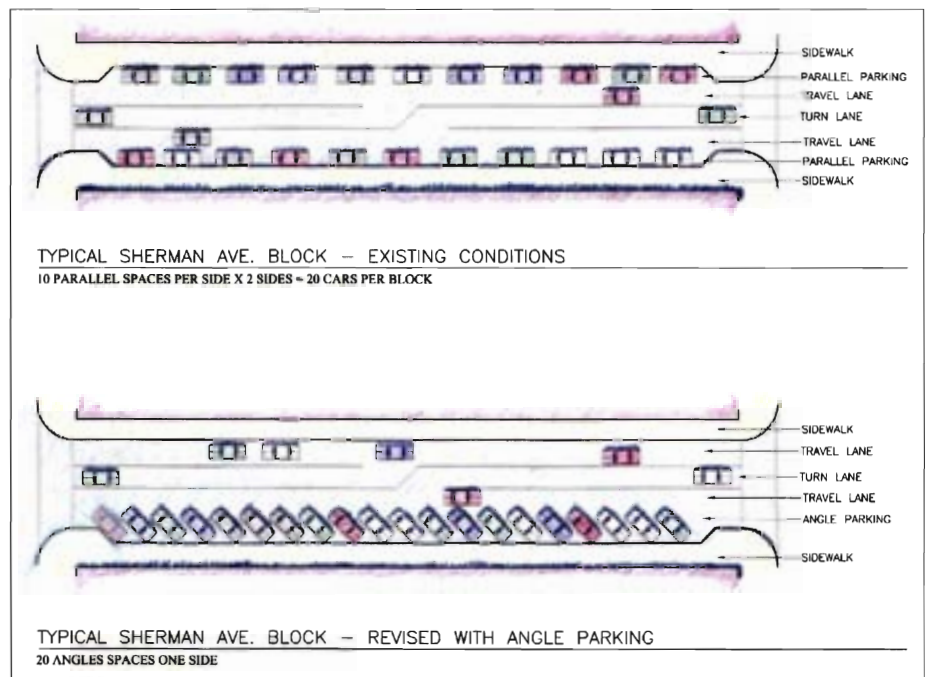 SIDEWALK
PARALLEL PARKING
TRAVEL LANE
TURN LANE
TRAVEL LANE
PARALLEL PARKING
SIDEWALK
TYPICAL SHERMAN AVE. BLOCK – EXISTING CONDITIONS
10 PARALLEL SPACES PER SIDE X 2 SIDES = 20 CARS PER BLOCK
SIDEWALK
TRAVEL LANE
TURN LANE
TRAVEL LANE
ANGLE PARKING
SIDEWALK
TYPICAL SHERMAN AVE. BLOCK – REVISED WITH ANGLE PARKING
20 ANGLES SPACES ONE SIDE